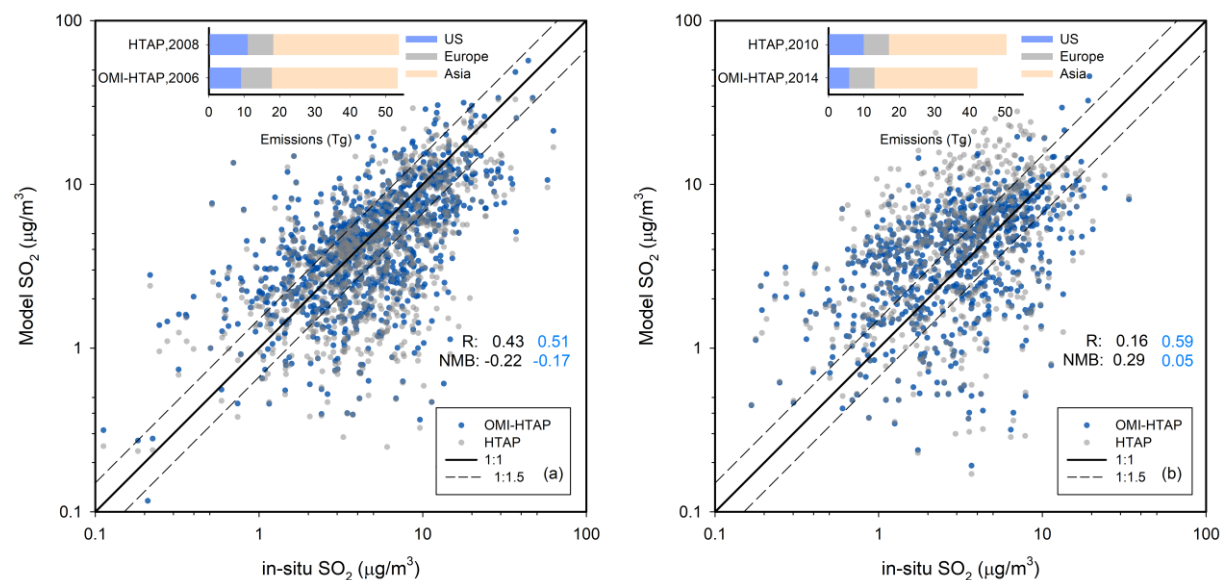 100
10
1
0.1
Model SO2 (μg/m3)
HTAP,2008
OMI-HTAP,2006
0 10 20 30 40 50
Emissions (Tg)
US
Europe
Asia
R: 0.43 0.51
NMB: -0.22 -0.17
OMI-HTAP
HTAP
1:1
1:1.5 (a)
0.1 1 10 100
in-situ SO2 (μg/m3)
100
10
1
0.1
Model SO2 (μg/m3)
HTAP,2010
OMI-HTAP,2014
0 10 20 30 40 50
Emissions (Tg)
US
Europe
Asia
R: 0.16 0.59
NMB: 0.29 0.05
OMI-HTAP
HTAP
1:1
1:1.5 (b)
0.1 1 10 100
in-situ SO2 (μg/m3)